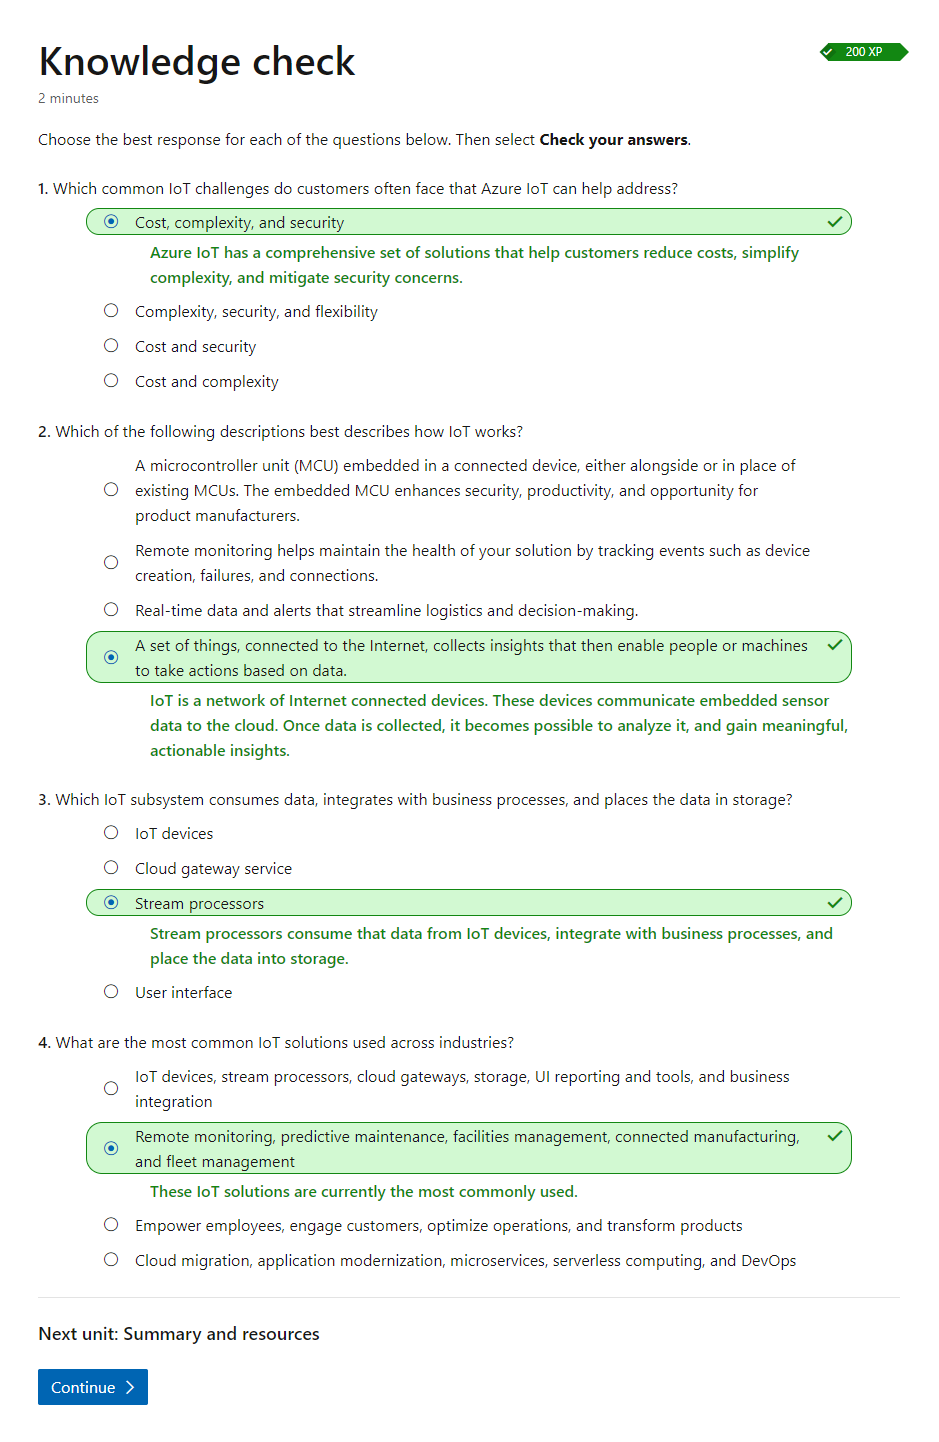 Knowledge check
200 XP
2 minutes
Choose the best response for each of the questions below. Then select Check your answers.
1. Which common IoT challenges do customers often face that Azure IoT can help address?
Cost, complexity, and security
Azure IoT has a comprehensive set of solutions that help customers reduce costs, simplify
complexity, and mitigate security concerns.
Complexity, security, and flexibility
Cost and security
Cost and complexity
2. Which of the following descriptions best describes how IoT works?
A microcontroller unit (MCU) embedded in a connected device, either alongside or in place of
existing MCUs. The embedded MCU enhances security, productivity, and opportunity for
product manufacturers.
Remote monitoring helps maintain the health of your solution by tracking events such as device
creation, failures, and connections.
Real-time data and alerts that streamline logistics and decision-making.
A set of things, connected to the Internet, collects insights that then enable people or machines
to take actions based on data.
IoT is a network of Internet connected devices. These devices communicate embedded sensor
data to the cloud. Once data is collected, it becomes possible to analyze it, and gain meaningful,
actionable insights.
3. Which IoT subsystem consumes data, integrates with business processes, and places the data in storage?
IoT devices
Cloud gateway service
Stream processors
Stream processors consume that data from IoT devices, integrate with business processes, and
place the data into storage.
User interface
4. What are the most common IoT solutions used across industries?
IoT devices, stream processors, cloud gateways, storage, UI reporting and tools, and business
integration
Remote monitoring, predictive maintenance, facilities management, connected manufacturing,
and fleet management
These IoT solutions are currently the most commonly used.
Empower employees, engage customers, optimize operations, and transform products
Cloud migration, application modernization, microservices, serverless computing, and DevOps
Next unit: Summary and resources
Continue